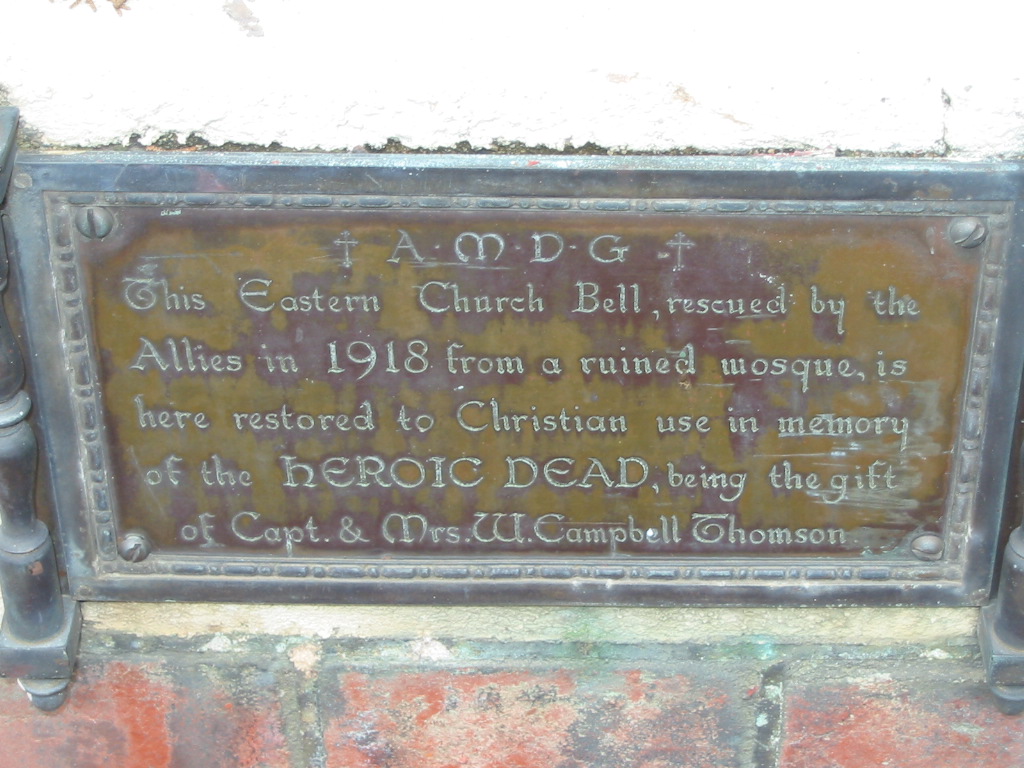 † A·M·D·G †
This Eastern Church Bell, rescued by the
Allies in 1918 from a ruined mosque, is
here restored to Christian use in memory
of the HEROIC DEAD, being the gift
of Capt. & Mrs. W. Campbell Thomson.